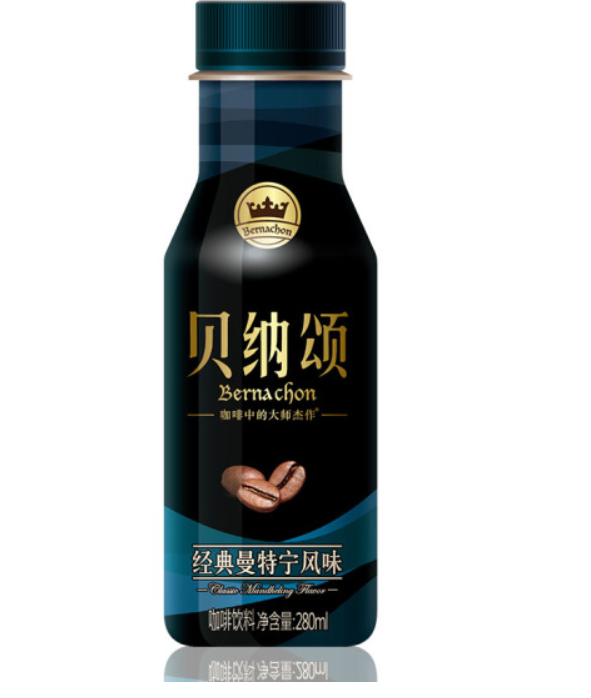 Bernachon
贝纳颂
Bernachon
咖啡中的大师杰作®
经典曼特宁风味
Classic Mandheling Flavor
咖啡饮料 净含量:280ml